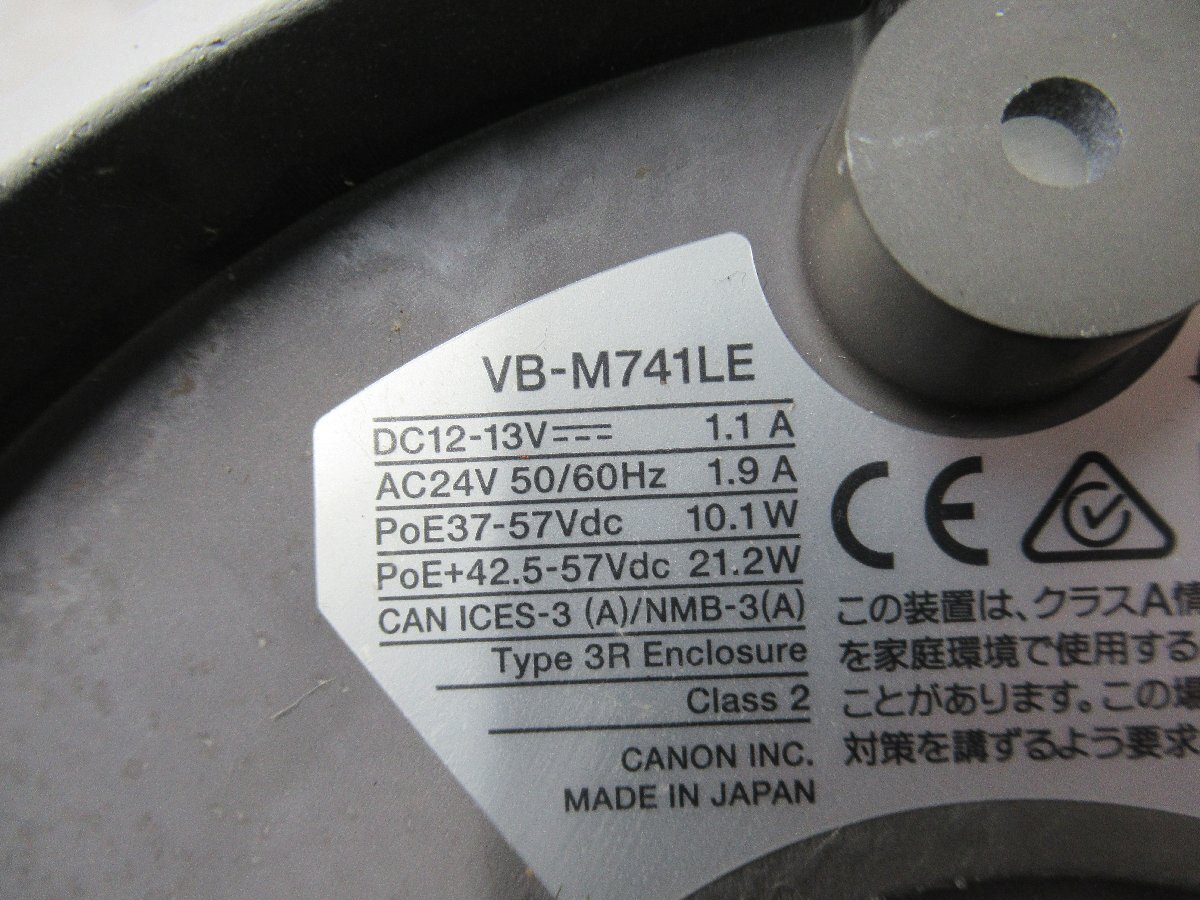 VB-M741LE
DC12-13V⎓ 1.1 A
AC24V 50/60Hz 1.9 A
PoE37-57Vdc 10.1W
PoE+42.5-57Vdc 21.2W
CAN ICES-3 (A)/NMB-3(A)
Type 3R Enclosure
Class 2
CANON INC.
MADE IN JAPAN
CE
この装置は、クラスA情
を家庭環境で使用する
ことがあります。この場
対策を講ずるよう要求